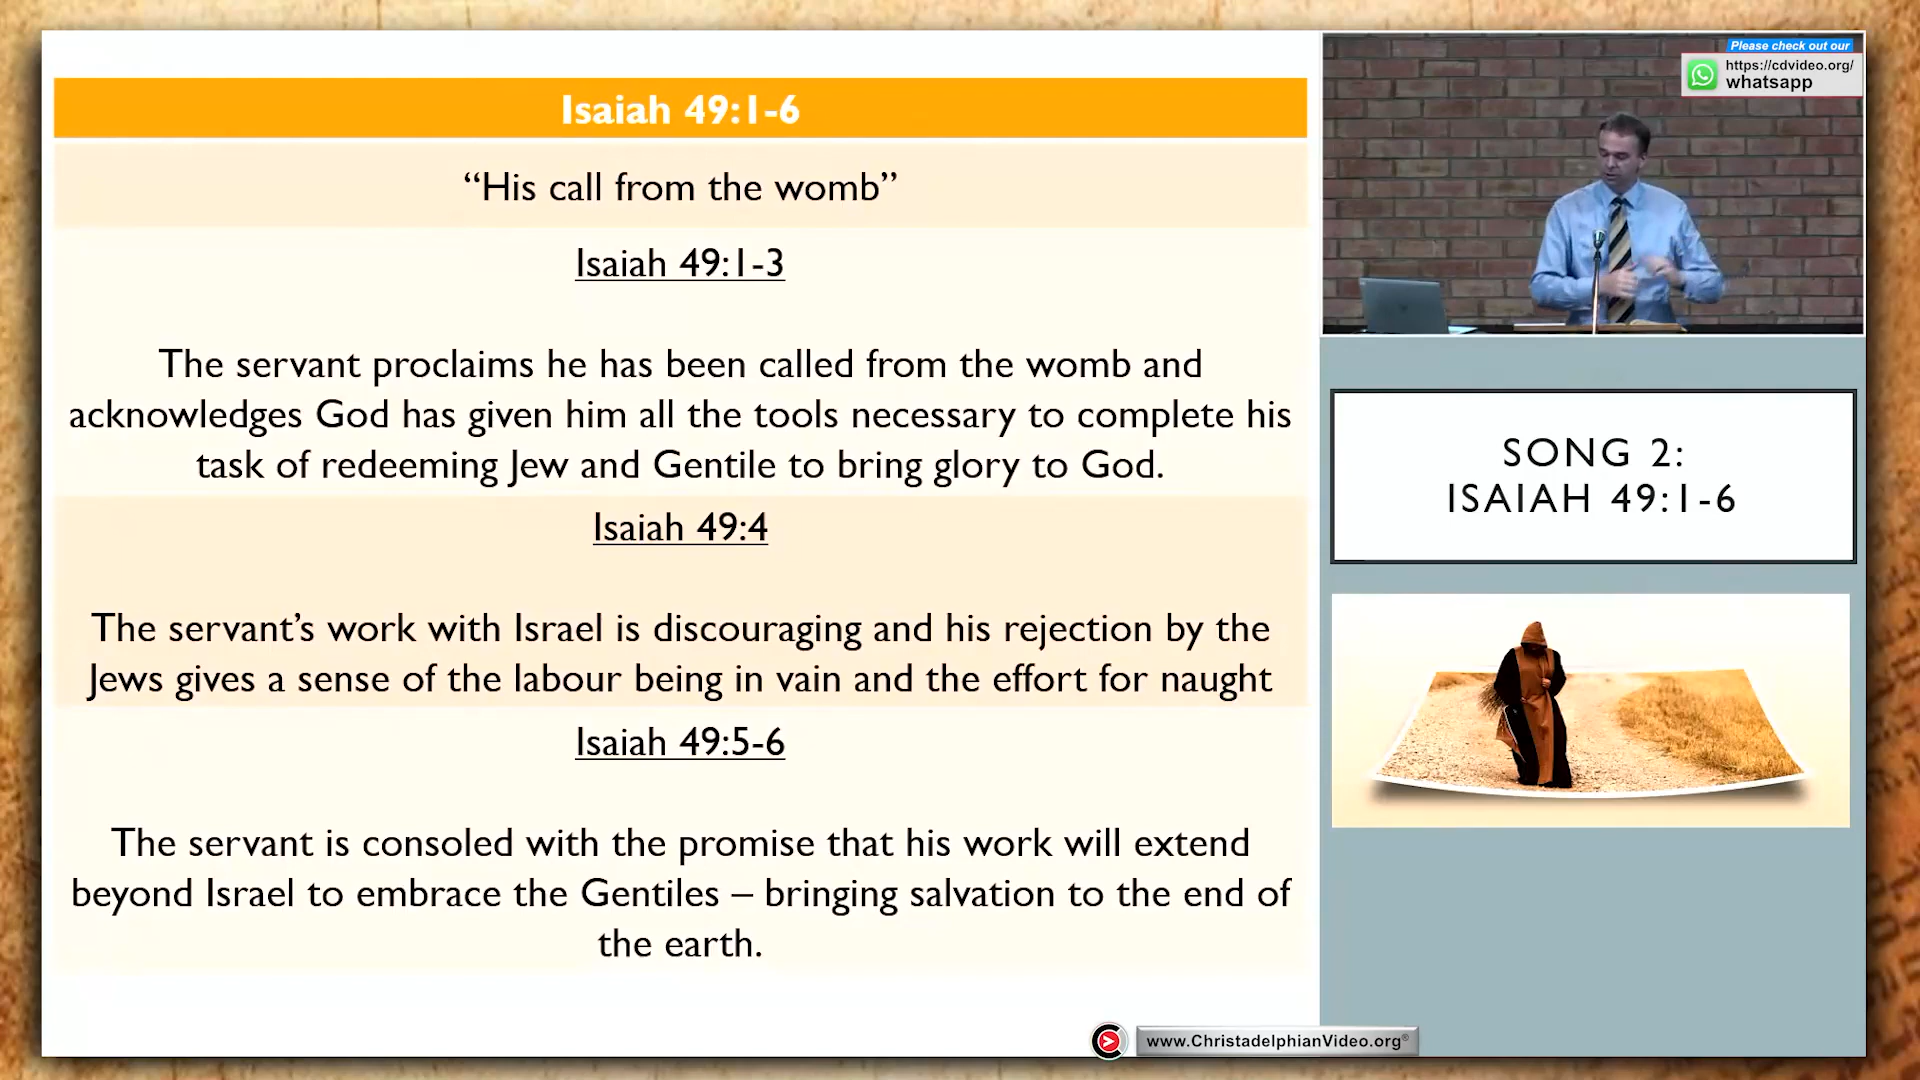 Isaiah 49:1-6
“His call from the womb”
Isaiah 49:1-3
The servant proclaims he has been called from the womb and
acknowledges God has given him all the tools necessary to complete his
task of redeeming Jew and Gentile to bring glory to God.
Isaiah 49:4
The servant’s work with Israel is discouraging and his rejection by the
Jews gives a sense of the labour being in vain and the effort for naught
Isaiah 49:5-6
The servant is consoled with the promise that his work will extend
beyond Israel to embrace the Gentiles – bringing salvation to the end of
the earth.
Please check out our
https://cdvideo.org/
whatsapp
SONG 2:
ISAIAH 49:1-6
www.ChristadelphianVideo.org®